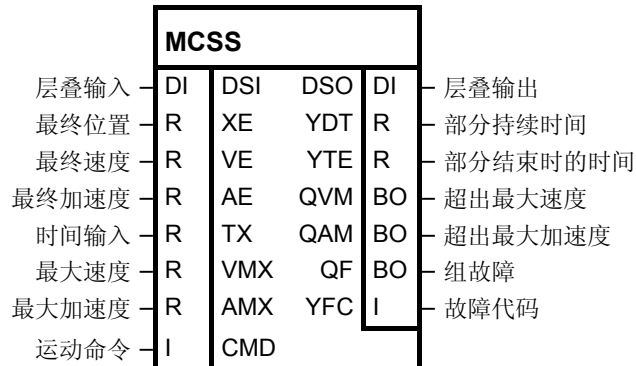 MCSS
层叠输入 DI DSI DSO DI 层叠输出
最终位置 R XE YDT R 部分持续时间
最终速度 R VE YTE R 部分结束时的时间
最终加速度 R AE QVM BO 超出最大速度
时间输入 R TX QAM BO 超出最大加速度
最大速度 R VMX QF BO 组故障
最大加速度 R AMX YFC I 故障代码
运动命令 I CMD